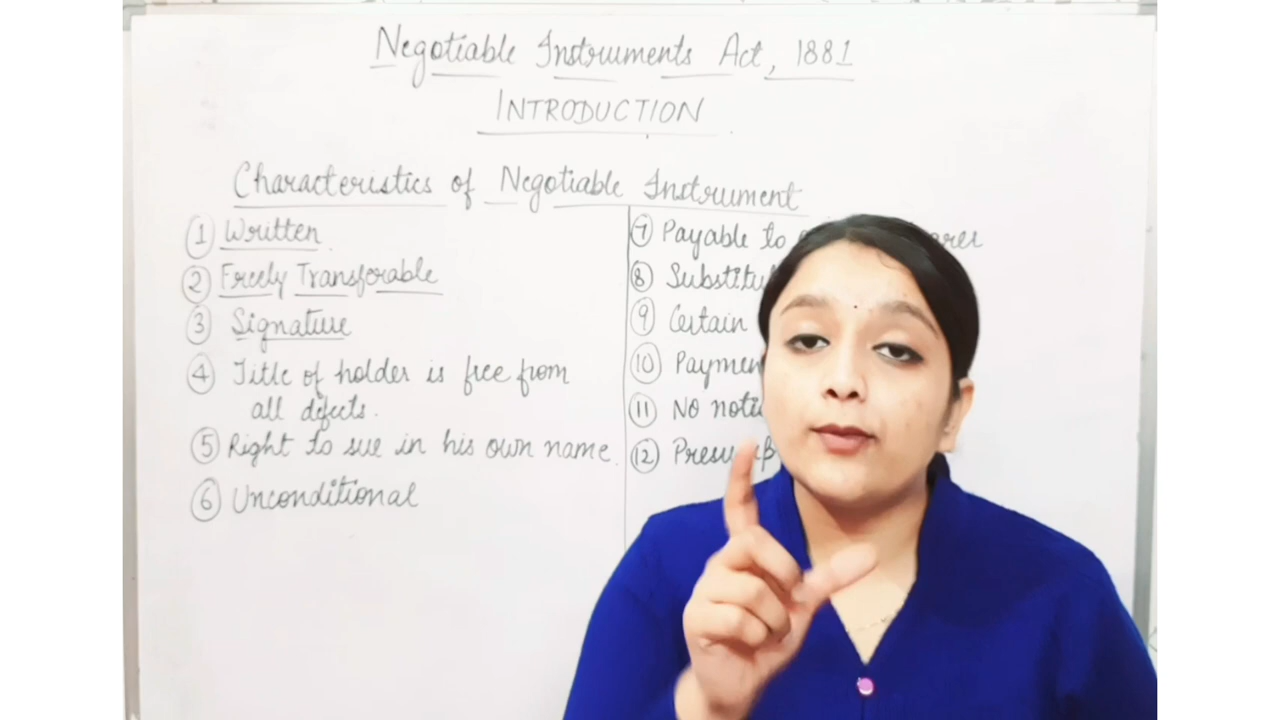 Negotiable Instruments Act, 1881
INTRODUCTION
Characteristics of Negotiable Instrument
1 Written
2 Freely Transferable
3 Signature
4 Title of holder is free from
all defects.
5 Right to sue in his own name.
6 Unconditional
7 Payable to
8
9 Certain
10
11 No
12